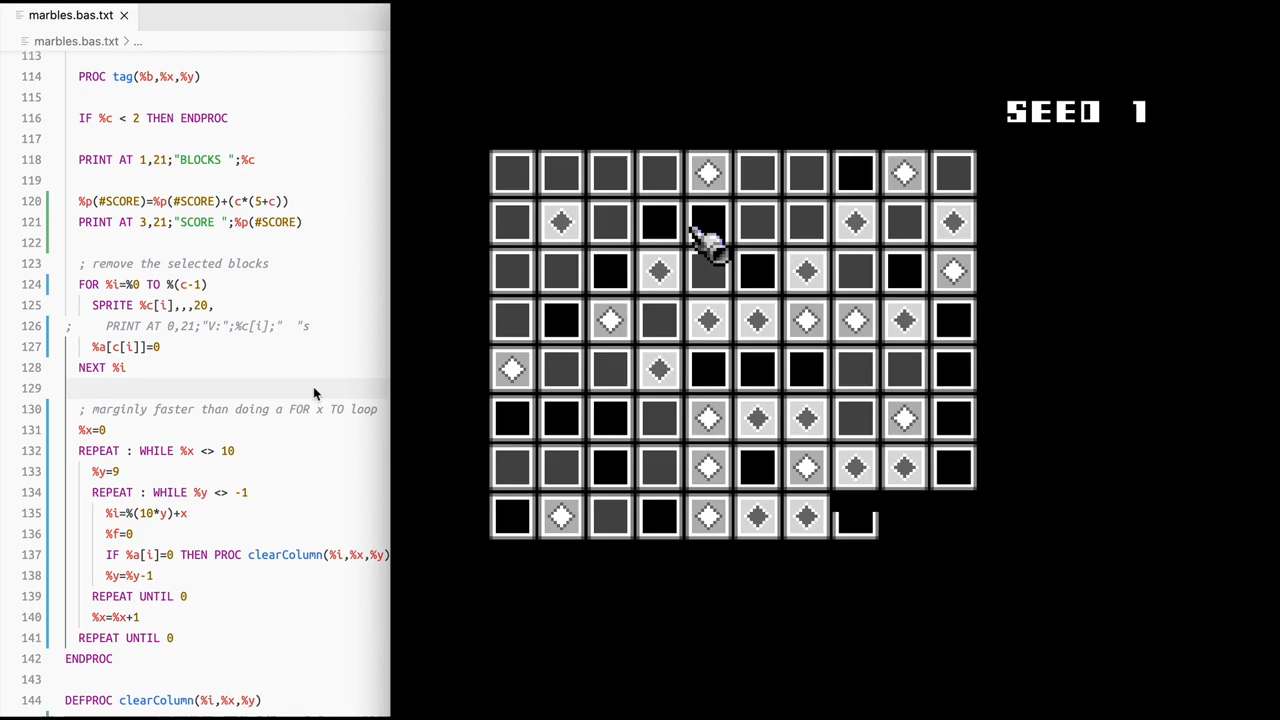 marbles.bas.txt ×
marbles.bas.txt > ...
113
114 PROC tag(%b,%x,%y)
115
116 IF %c < 2 THEN ENDPROC
117
118 PRINT AT 1,21;"BLOCKS ";%c
119
120 %p(#SCORE)=%p(#SCORE)+(c*(5+c))
121 PRINT AT 3,21;"SCORE ";%p(#SCORE)
122
123 ; remove the selected blocks
124 FOR %i=%0 TO %(c-1)
125 SPRITE %c[i],,,20,
126 ; PRINT AT 0,21;"V:";%c[i];" "s
127 %a[c[i]]=0
128 NEXT %i
129
130 ; marginly faster than doing a FOR x TO loop
131 %x=0
132 REPEAT : WHILE %x <> 10
133 %y=9
134 REPEAT : WHILE %y <> -1
135 %i=%(10*y)+x
136 %f=0
137 IF %a[i]=0 THEN PROC clearColumn(%i,%x,%y)
138 %y=%y-1
139 REPEAT UNTIL 0
140 %x=%x+1
141 REPEAT UNTIL 0
142 ENDPROC
143
144 DEFPROC clearColumn(%i,%x,%y)
SEED 1